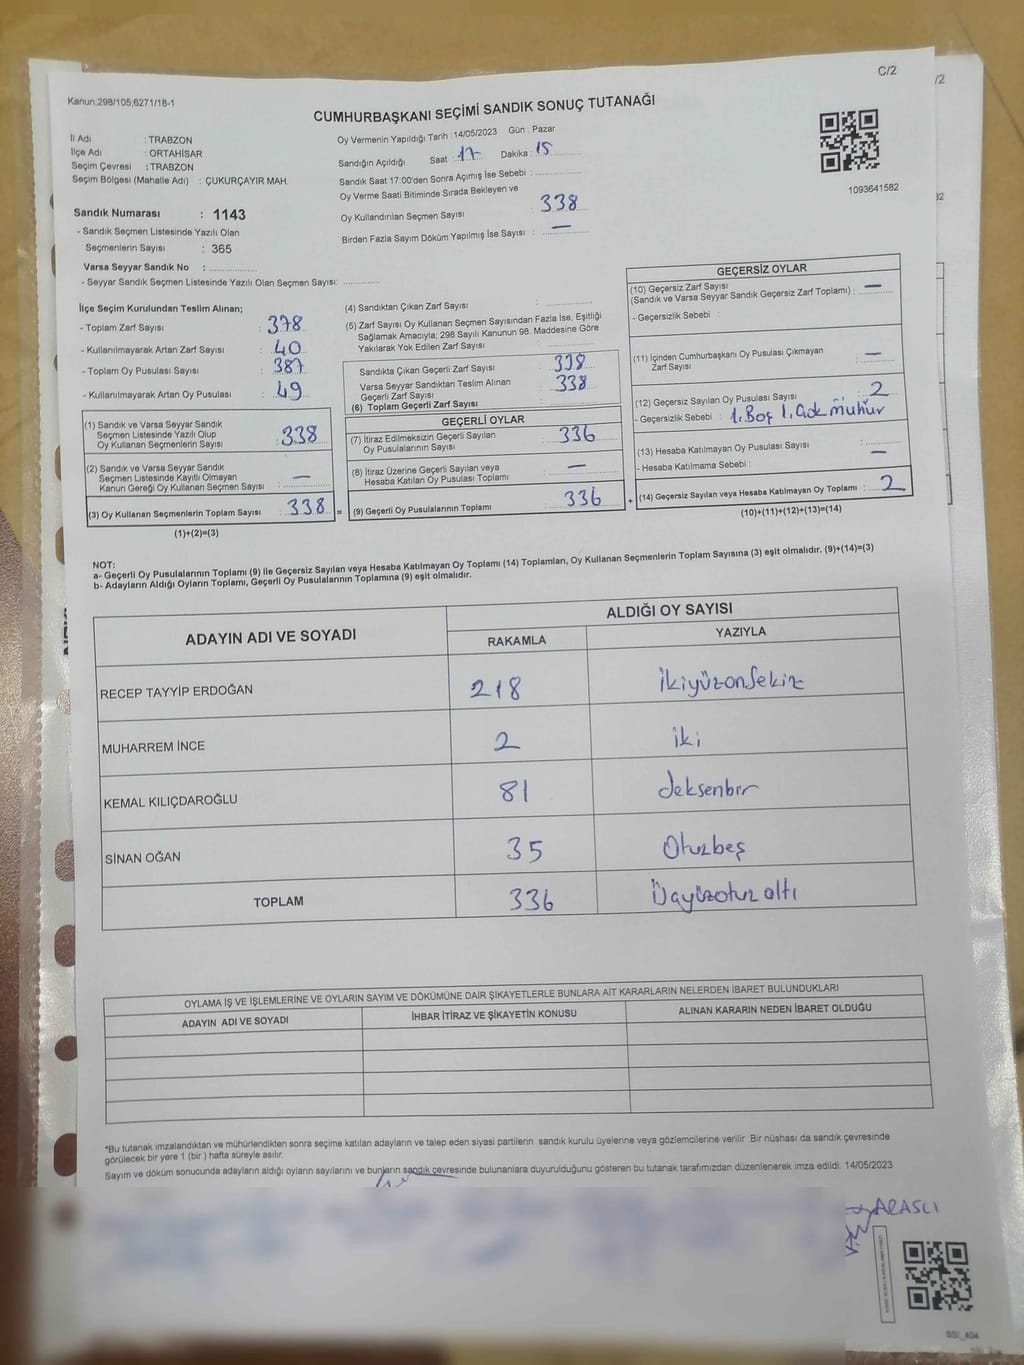 C/2
/2
Kanun,298/105,6271/18-1
CUMHURBAŞKANI SEÇİMİ SANDIK SONUÇ TUTANAĞI
İl Adı : TRABZON
İlçe Adı : ORTAHİSAR
Seçim Çevresi : TRABZON
Seçim Bölgesi (Mahalle Adı) : ÇUKURÇAYIR MAH.
Oy Vermenin Yapıldığı Tarih : 14/05/2023 Gün : Pazar
Sandığın Açıldığı Saat : 17 Dakika : 15
Sandık Saat 17:00'den Sonra Açımış İse Sebebi :
Oy Verme Saati Bitiminde Sırada Bekleyen ve
Oy Kullandırılan Seçmen Sayısı 338
Birden Fazla Sayım Döküm Yapılmış İse Sayısı : —
1093641582
Sandık Numarası : 1143
- Sandık Seçmen Listesinde Yazılı Olan
Seçmenlerin Sayısı : 365
Varsa Seyyar Sandık No :
- Seyyar Sandık Seçmen Listesinde Yazılı Olan Seçmen Sayısı:
İlçe Seçim Kurulundan Teslim Alınan;
- Toplam Zarf Sayısı : 378
- Kullanılmayarak Artan Zarf Sayısı : 40
- Toplam Oy Pusulası Sayısı : 387
- Kullanılmayarak Artan Oy Pusulası : 49
(1) Sandık ve Varsa Seyyar Sandık
Seçmen Listesinde Yazılı Olup
Oy Kullanan Seçmenlerin Sayısı : 338
(2) Sandık ve Varsa Seyyar Sandık
Seçmen Listesinde Kayıtlı Olmayan
Kanun Gereği Oy Kullanan Seçmen Sayısı : —
(3) Oy Kullanan Seçmenlerin Toplam Sayısı : 338 =
(1)+(2)=(3)
(4) Sandıktan Çıkan Zarf Sayısı :
(5) Zarf Sayısı Oy Kullanan Seçmen Sayısından Fazla İse, Eşitliği
Sağlamak Amacıyla; 298 Sayılı Kanunun 98. Maddesine Göre
Yakılarak Yok Edilen Zarf Sayısı :
Sandıkta Çıkan Geçerli Zarf Sayısı : 338
Varsa Seyyar Sandıktan Teslim Alınan
Geçerli Zarf Sayısı : 338
(6) Toplam Geçerli Zarf Sayısı :
GEÇERLİ OYLAR
(7) İtiraz Edilmeksizin Geçerli Sayılan
Oy Pusulalarının Sayısı : 336
(8) İtiraz Üzerine Geçerli Sayılan veya
Hesaba Katılan Oy Pusulası Toplamı : —
(9) Geçerli Oy Pusulalarının Toplamı : 336 +
GEÇERSİZ OYLAR
(10) Geçersiz Zarf Sayısı
(Sandık ve Varsa Seyyar Sandık Geçersiz Zarf Toplamı) : —
- Geçersizlik Sebebi :
(11) İçinden Cumhurbaşkanı Oy Pusulası Çıkmayan
Zarf Sayısı : —
(12) Geçersiz Sayılan Oy Pusulası Sayısı : 2
- Geçersizlik Sebebi : 1.Boş 1.çok mühür
(13) Hesaba Katılmayan Oy Pusulası Sayısı : —
- Hesaba Katılmama Sebebi :
(14) Geçersiz Sayılan veya Hesaba Katılmayan Oy Toplamı : 2
(10)+(11)+(12)+(13)=(14)
NOT:
a- Geçerli Oy Pusulalarının Toplamı (9) ile Geçersiz Sayılan veya Hesaba Katılmayan Oy Toplamı (14) Toplamları, Oy Kullanan Seçmenlerin Toplam Sayısına (3) eşit olmalıdır. (9)+(14)=(3)
b- Adayların Aldığı Oyların Toplamı, Geçerli Oy Pusulalarının Toplamına (9) eşit olmalıdır.
ADAYIN ADI VE SOYADI ALDIĞI OY SAYISI
RAKAMLA YAZIYLA
RECEP TAYYİP ERDOĞAN 218 ikiyüzonsekiz
MUHARREM İNCE 2 iki
KEMAL KILIÇDAROĞLU 81 seksenbir
SİNAN OĞAN 35 Otuzbeş
TOPLAM 336 Üçyüzotuz altı
OYLAMA İŞ VE İŞLEMLERİNE VE OYLARIN SAYIM VE DÖKÜMÜNE DAİR ŞİKAYETLERLE BUNLARA AİT KARARLARIN NELERDEN İBARET BULUNDUKLARI
ADAYIN ADI VE SOYADI İHBAR İTİRAZ VE ŞİKAYETİN KONUSU ALINAN KARARIN NEDEN İBARET OLDUĞU
*Bu tutanak imzalandıktan ve mühürlendikten sonra seçime katılan adayların ve talep eden siyasi partilerin sandık kurulu üyelerine veya gözlemcilerine verilir. Bir nüshası da sandık çevresinde
görülecek bir yere 1 (bir ) hafta süreyle asılır.
Sayım ve döküm sonucunda adayların aldığı oyların sayılarını ve bunların sandık çevresinde bulunanlara duyurulduğunu gösteren bu tutanak tarafımızdan düzenlenerek imza edildi. 14/05/2023
ARASLI
SSI_404